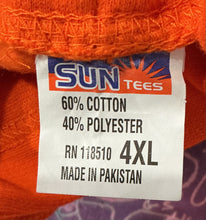 SUN
TEES
60% COTTON
40% POLYESTER
RN 118510 4XL
MADE IN PAKISTAN